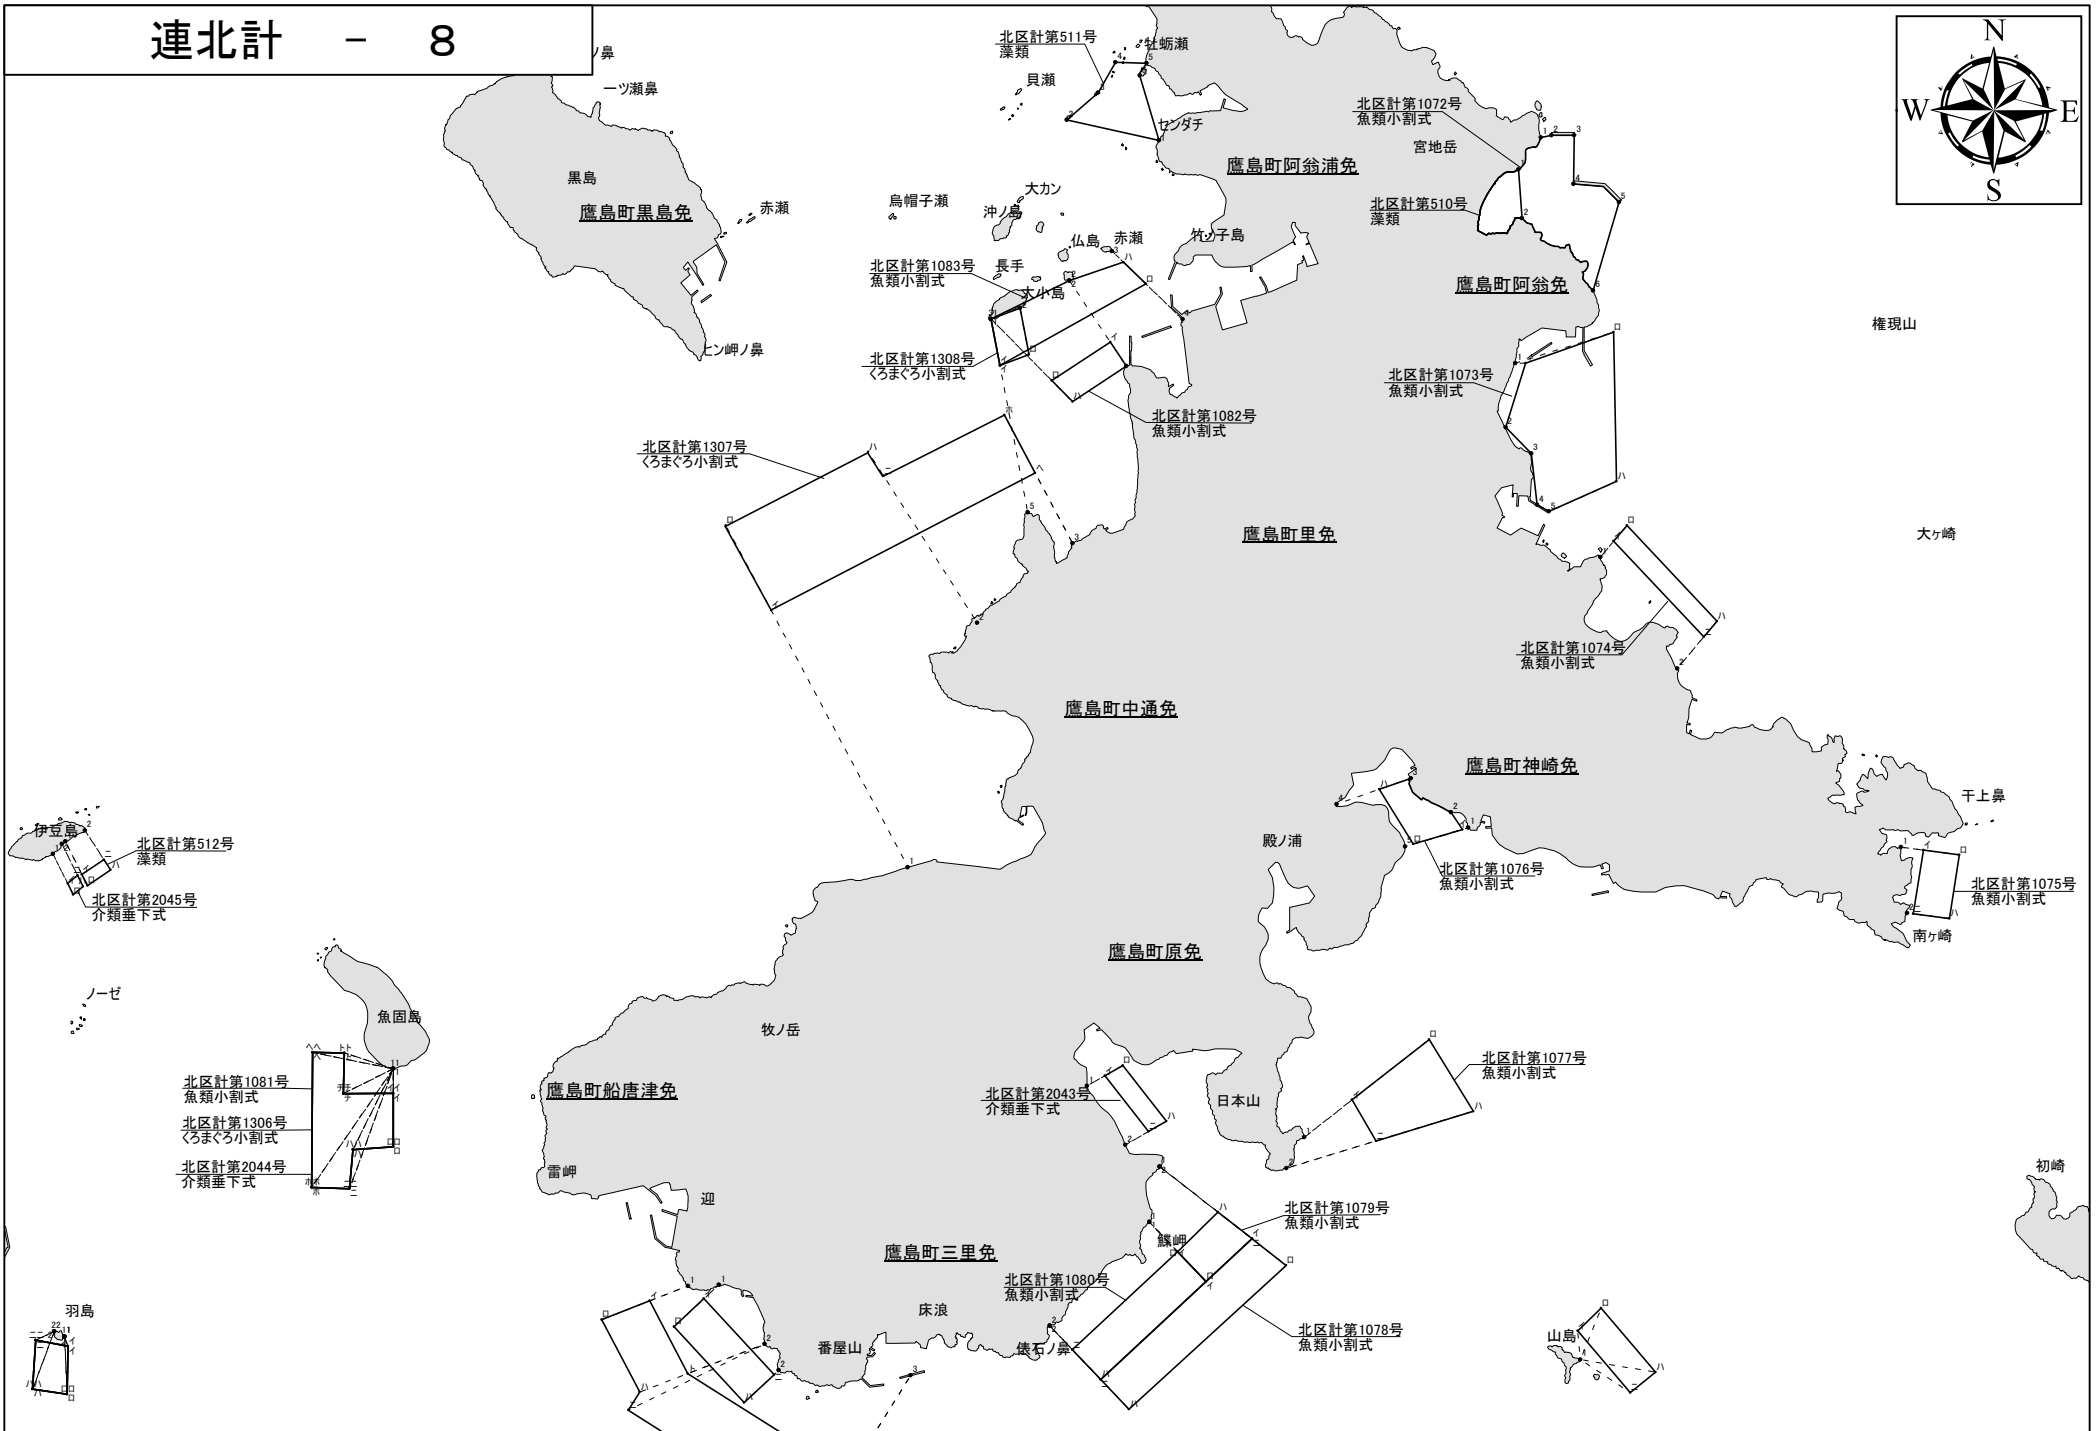 連北計 － 8
N
W
E
S
ノ鼻
一ツ瀬鼻
黒島
鷹島町黒島免
赤瀬
ヒン岬ノ鼻
北区計第511号
藻類
牡蛎瀬
貝瀬
センダチ
鷹島町阿翁浦免
北区計第1072号
魚類小割式
宮地岳
北区計第510号
藻類
烏帽子瀬
大カン
沖ノ島
仏島
赤瀬
竹ノ子島
長手
大小島
北区計第1083号
魚類小割式
鷹島町阿翁免
権現山
北区計第1308号
くろまぐろ小割式
北区計第1073号
魚類小割式
北区計第1082号
魚類小割式
北区計第1307号
くろまぐろ小割式
鷹島町里免
大ヶ崎
北区計第1074号
魚類小割式
鷹島町中通免
鷹島町神崎免
干上鼻
伊豆島
北区計第512号
藻類
北区計第2045号
介類垂下式
殿ノ浦
北区計第1076号
魚類小割式
北区計第1075号
魚類小割式
南ヶ崎
鷹島町原免
ノーゼ
魚固島
牧ノ岳
北区計第1081号
魚類小割式
北区計第1306号
くろまぐろ小割式
北区計第2044号
介類垂下式
鷹島町船唐津免
北区計第2043号
介類垂下式
日本山
北区計第1077号
魚類小割式
雷岬
迎
初崎
北区計第1079号
魚類小割式
鰈岬
鷹島町三里免
北区計第1080号
魚類小割式
床浪
羽島
番屋山
俵石ノ鼻
北区計第1078号
魚類小割式
山島